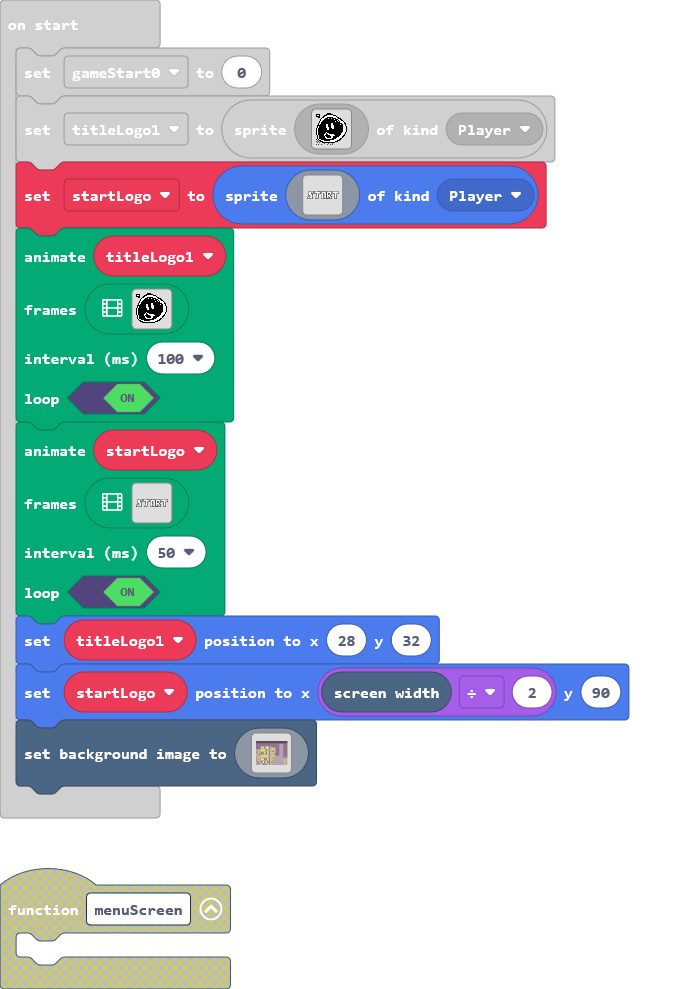 on start
set gameStart0 to 0
set titleLogo1 to sprite of kind Player
set startLogo to sprite START of kind Player
animate titleLogo1
frames
interval (ms) 100
loop ON
animate startLogo
frames START
interval (ms) 50
loop ON
set titleLogo1 position to x 28 y 32
set startLogo position to x screen width ÷ 2 y 90
set background image to
function menuScreen